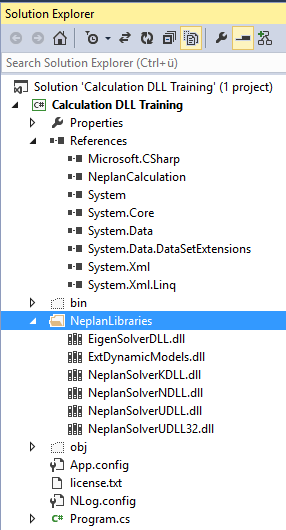 Solution Explorer
Search Solution Explorer (Ctrl+ü)
Solution 'Calculation DLL Training' (1 project)
C# Calculation DLL Training
Properties
References
Microsoft.CSharp
NeplanCalculation
System
System.Core
System.Data
System.Data.DataSetExtensions
System.Xml
System.Xml.Linq
bin
NeplanLibraries
EigenSolverDLL.dll
ExtDynamicModels.dll
NeplanSolverKDLL.dll
NeplanSolverNDLL.dll
NeplanSolverUDLL.dll
NeplanSolverUDLL32.dll
obj
App.config
license.txt
NLog.config
C# Program.cs